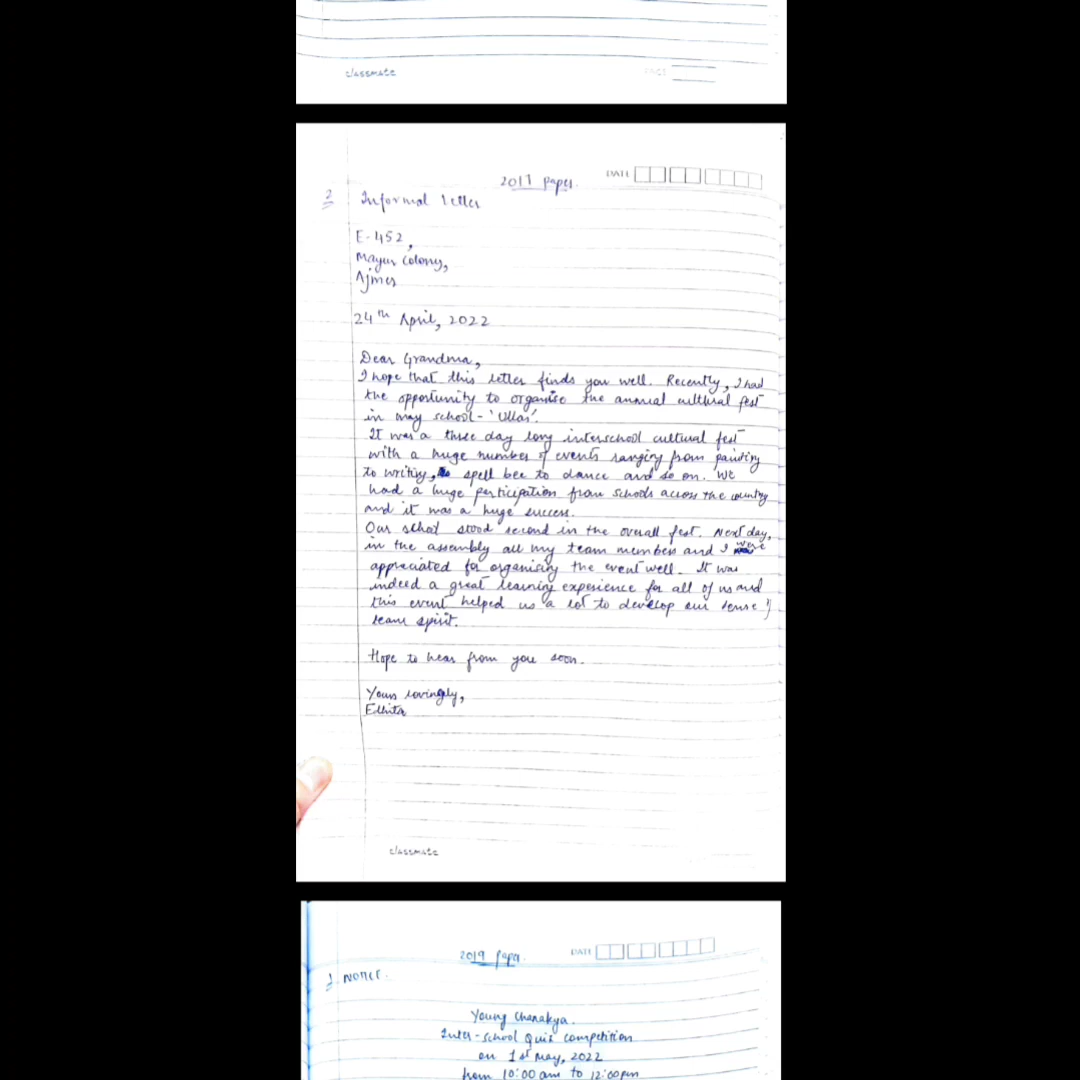 classmate
PAGE
DATE
2017 paper.
2 Informal letter
E-452,
Mayur Colony,
Ajmer
24th April, 2022
Dear Grandma,
I hope that this letter finds you well. Recently, I had
the opportunity to organise the annual cultural fest
in may school - 'Ullas'.
It was a three day long interschool cultural fest
with a huge number of events ranging from painting
to writing, spell bee to dance and so on. We
had a huge participation from schools across the country
and it was a huge success.
Our school stood second in the overall fest. Next day,
in the assembly all my team members and I were
appreciated for organising the event well. It was
indeed a great learning experience for all of us and
this event helped us a lot to develop our sense of
team spirit.
Hope to hear from you soon.
Yours lovingly,
classmate
2019 paper.
DATE
1 NOTICE.
Young Chanakya.
Inter-school Quiz competition
on 1st May, 2022
from 10:00 am to 12:00 pm